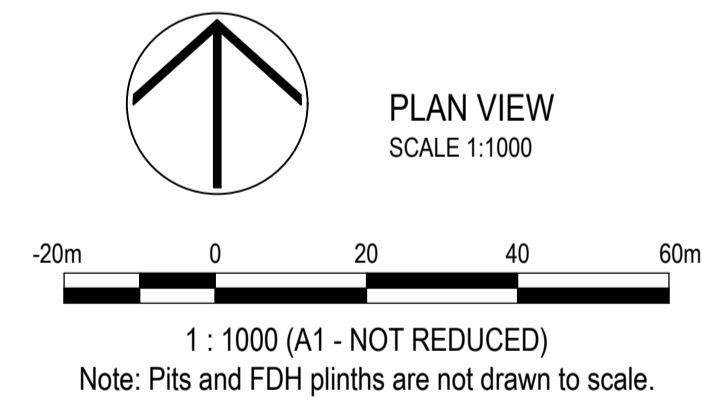 PLAN VIEW
SCALE 1:1000
-20m 0 20 40 60m
1 : 1000 (A1 - NOT REDUCED)
Note: Pits and FDH plinths are not drawn to scale.